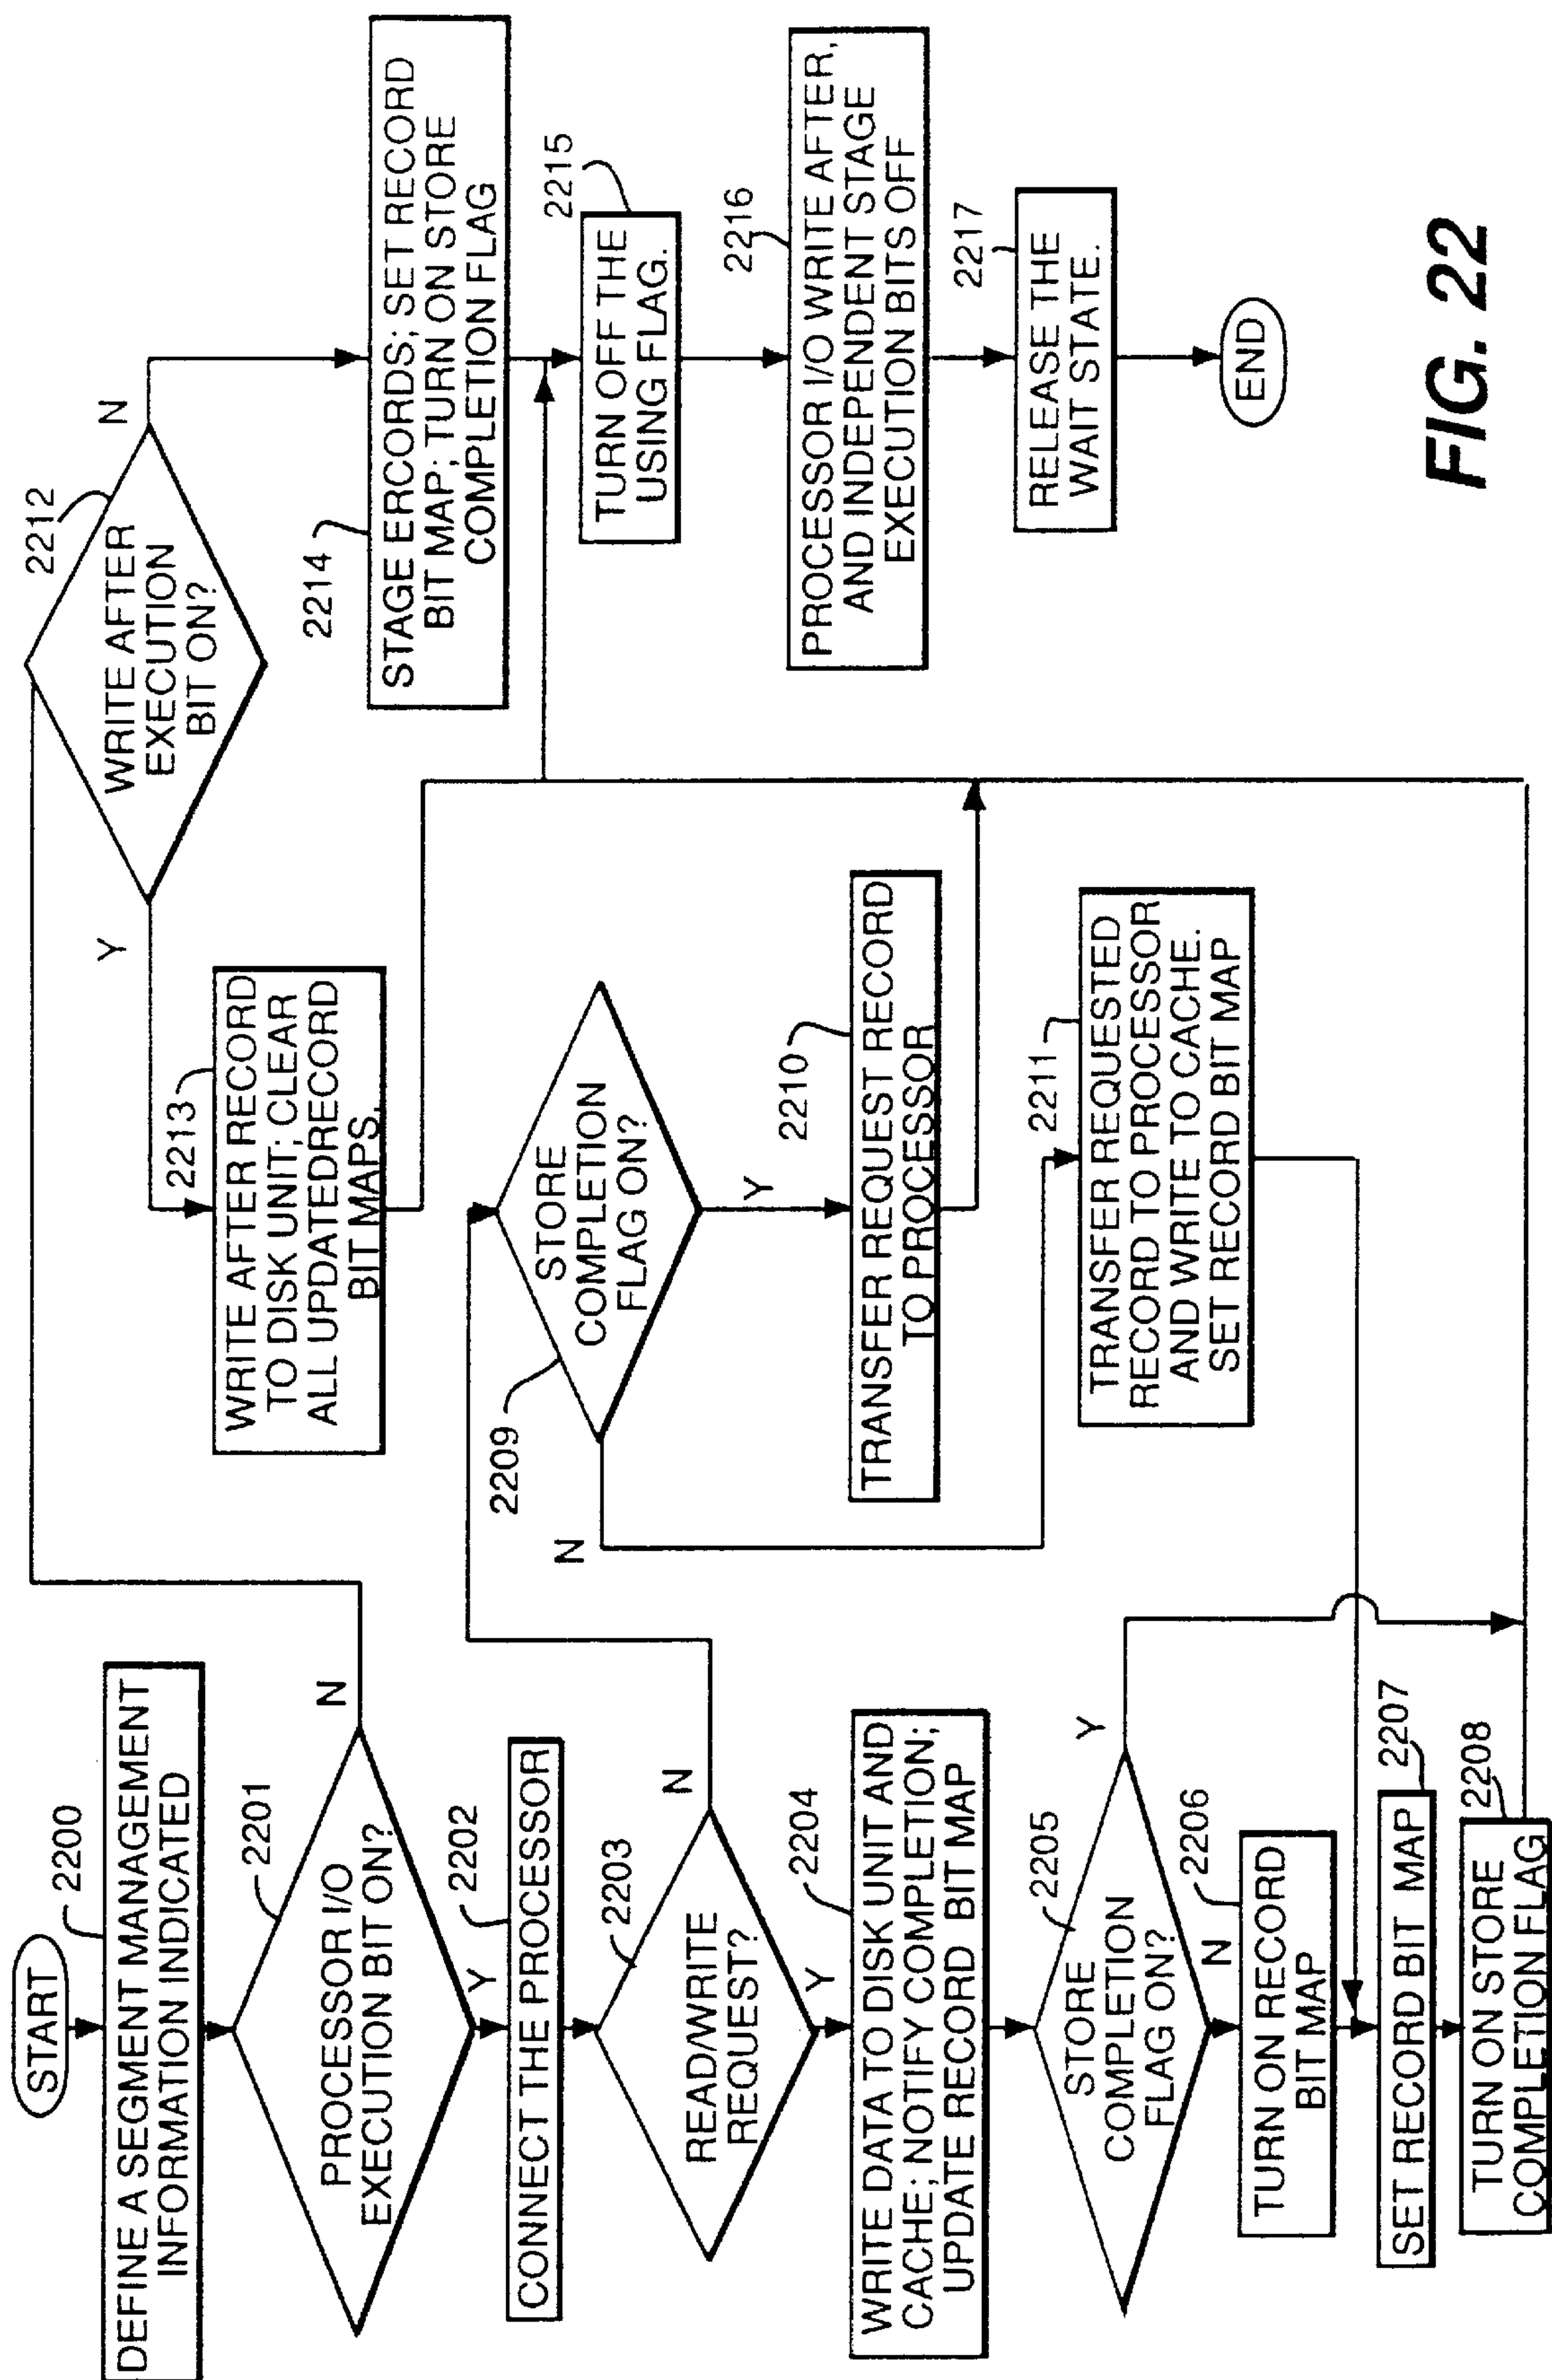 START
2200
DEFINE A SEGMENT MANAGEMENT
INFORMATION INDICATED
2201
PROCESSOR I/O
EXECUTION BIT ON?
N
Y
2202
CONNECT THE PROCESSOR
2203
READ/WRITE
REQUEST?
N
Y
2204
WRITE DATA TO DISK UNIT AND
CACHE; NOTIFY COMPLETION;
UPDATE RECORD BIT MAP
2205
STORE
COMPLETION
FLAG ON?
Y
N
2206
TURN ON RECORD
BIT MAP
2207
SET RECORD BIT MAP
2208
TURN ON STORE
COMPLETION FLAG
2209
STORE
COMPLETION
FLAG ON?
N
Y
2210
TRANSFER REQUEST RECORD
TO PROCESSOR
2211
TRANSFER REQUESTED
RECORD TO PROCESSOR
AND WRITE TO CACHE.
SET RECORD BIT MAP
2212
WRITE AFTER
EXECUTION
BIT ON?
Y
N
2213
WRITE AFTER RECORD
TO DISK UNIT; CLEAR
ALL UPDATEDRECORD
BIT MAPS.
2214
STAGE ERCORDS; SET RECORD
BIT MAP; TURN ON STORE
COMPLETION FLAG
2215
TURN OFF THE
USING FLAG.
2216
PROCESSOR I/O WRITE AFTER,
AND INDEPENDENT STAGE
EXECUTION BITS OFF
2217
RELEASE THE
WAIT STATE.
END
FIG. 22